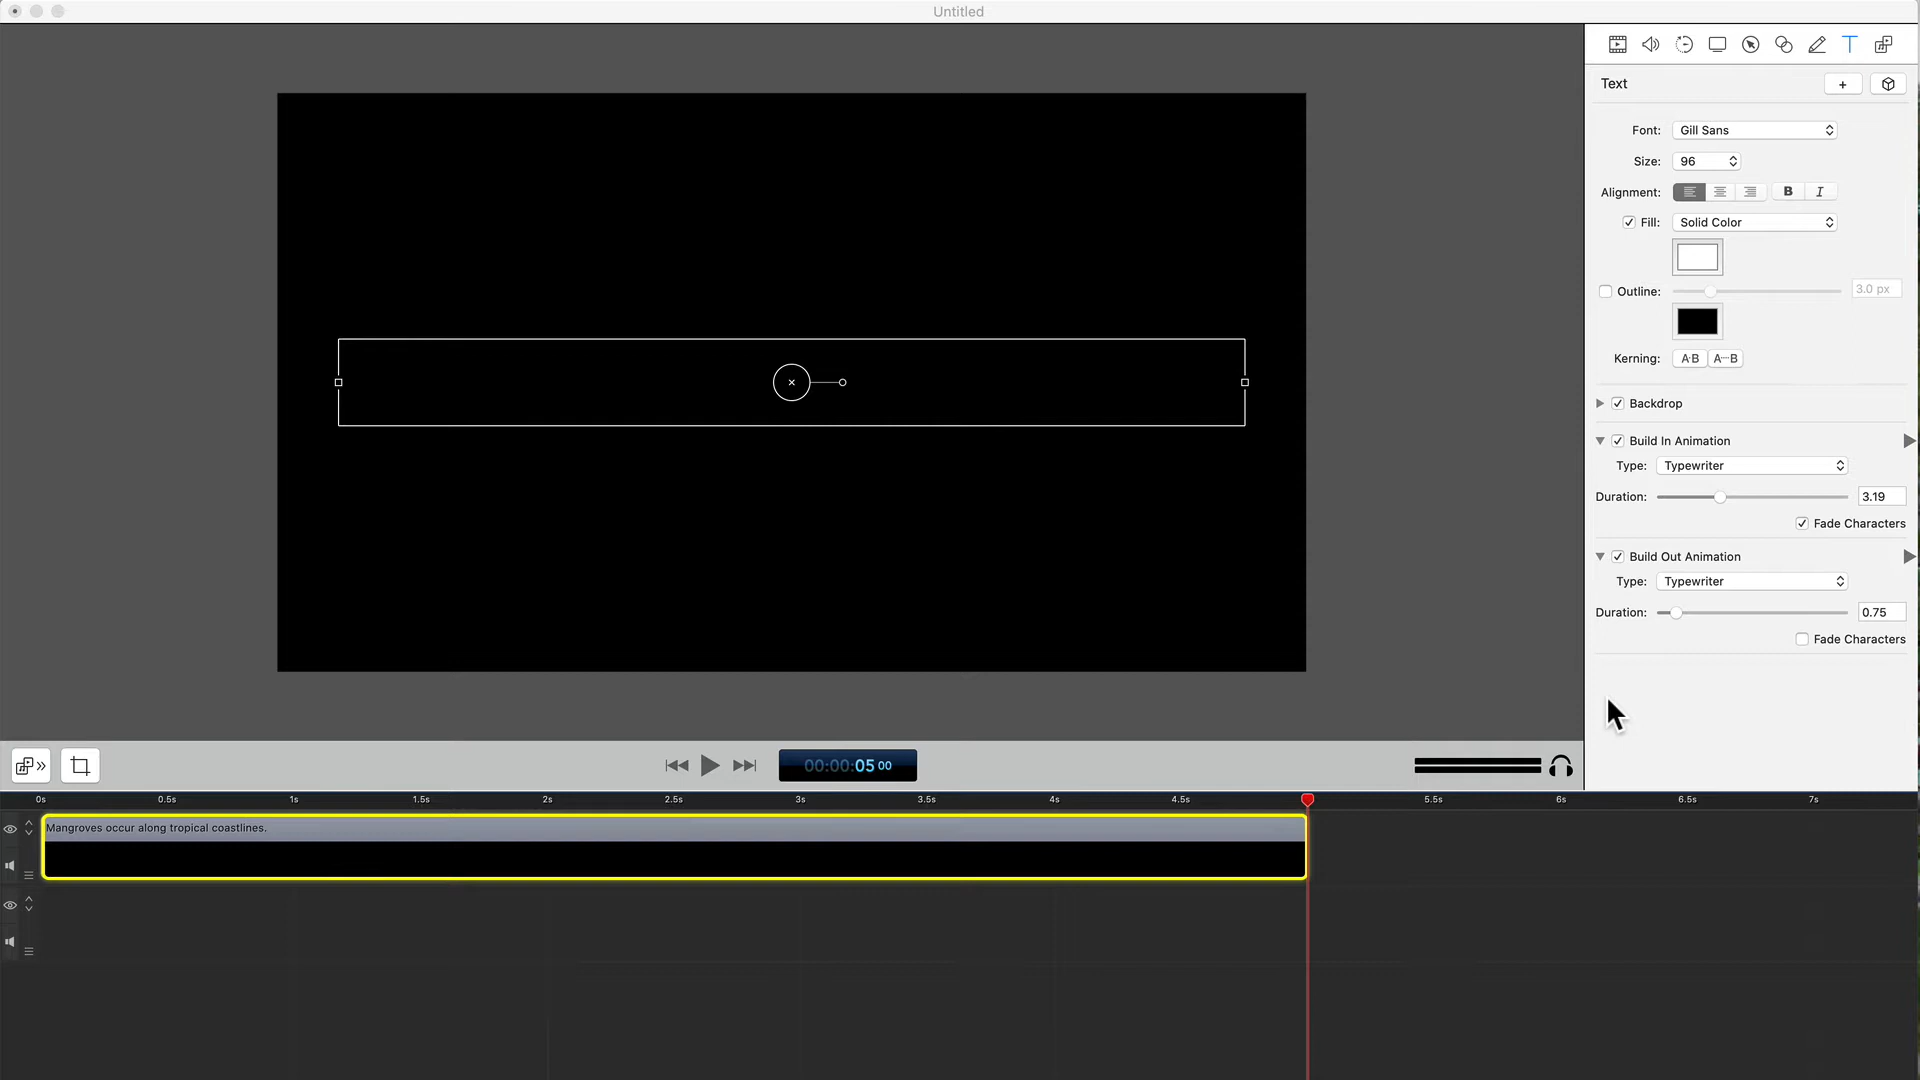 Untitled
Text
+
Font: Gill Sans
Size: 96
Alignment: B I
Fill: Solid Color
Outline: 3.0 px
Kerning: A·B A···B
Backdrop
Build In Animation
Type: Typewriter
Duration: 3.19
Fade Characters
Build Out Animation
Type: Typewriter
Duration: 0.75
Fade Characters
00:00:05 00
0s 0.5s 1s 1.5s 2s 2.5s 3s 3.5s 4s 4.5s 5.5s 6s 6.5s 7s
Mangroves occur along tropical coastlines.